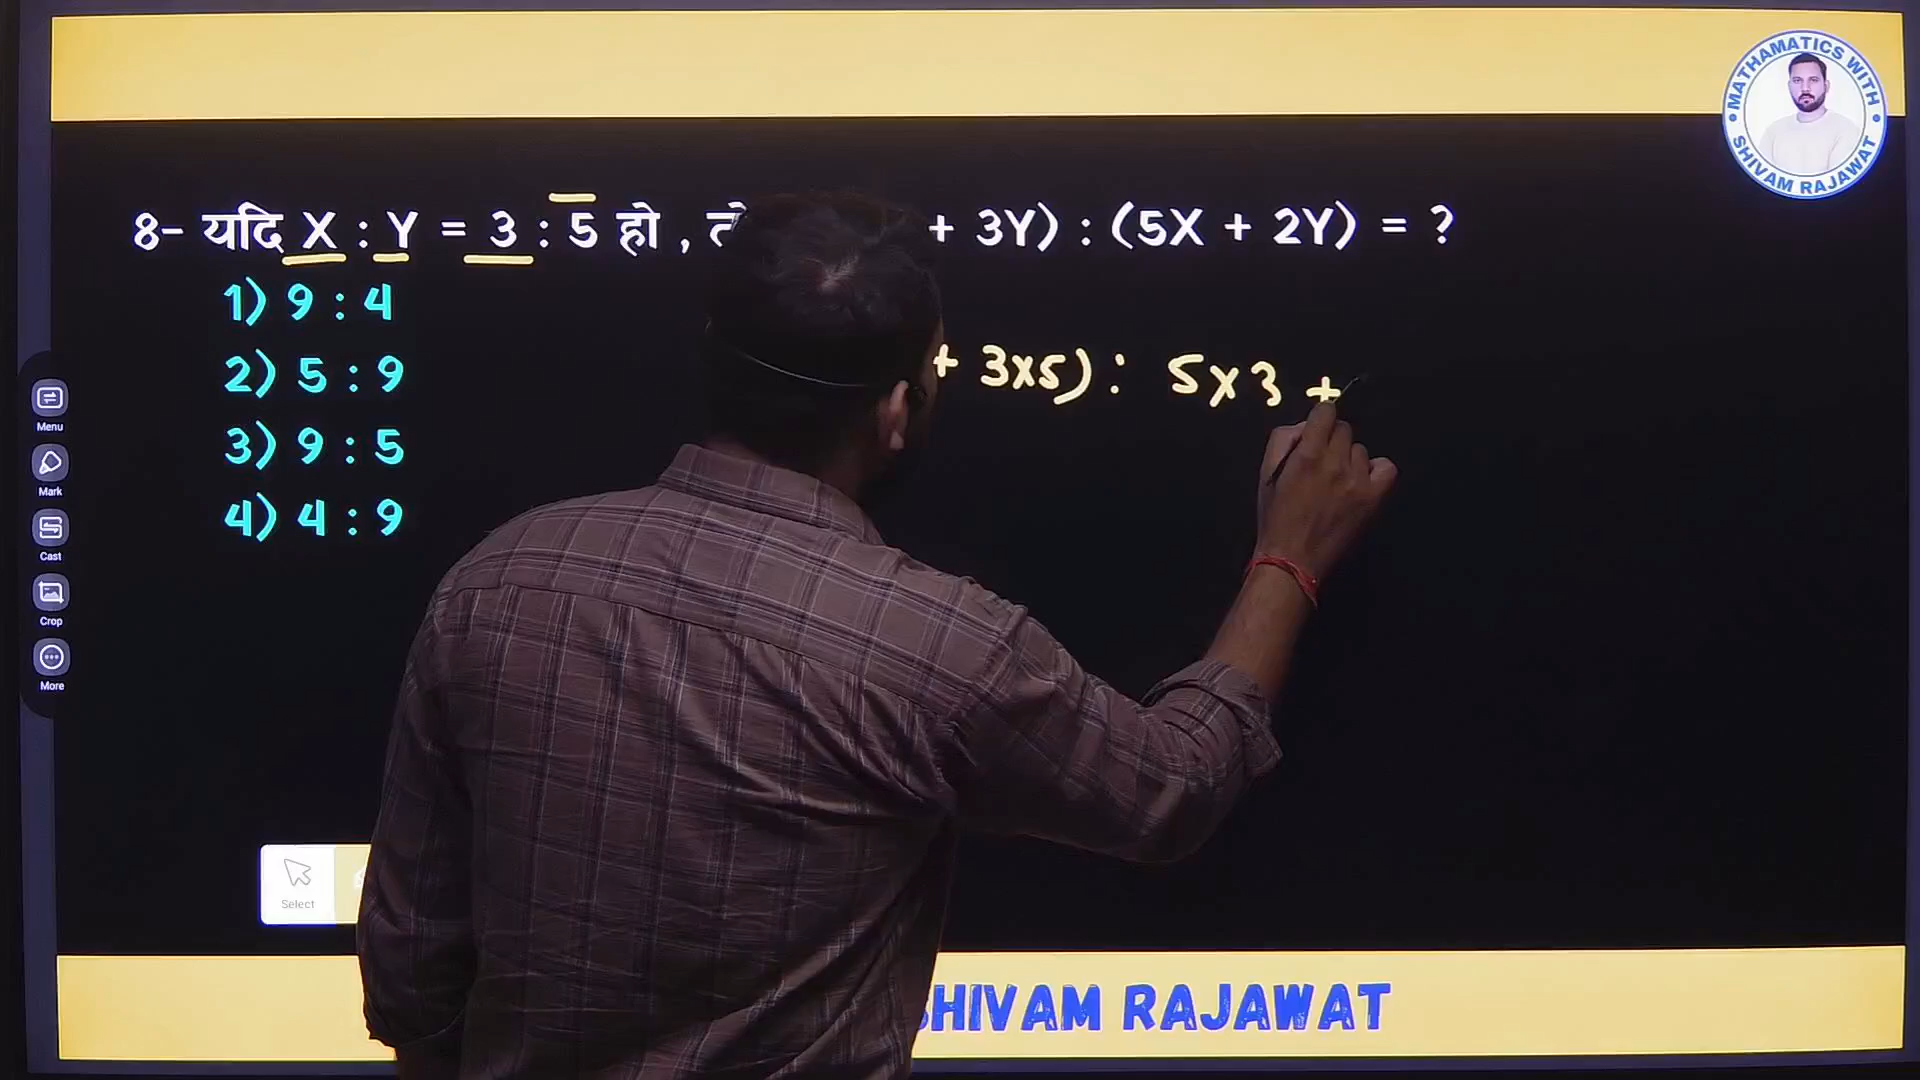 MATHAMATICS WITH
SHIVAM RAJAWAT
8- यदि X : Y = 3 : 5 हो , + 3Y) : (5X + 2Y) = ?
1) 9 : 4
2) 5 : 9
3) 9 : 5
4) 4 : 9
+ 3x5) : 5x3 +
Menu
Mark
Cast
Crop
More
Select
SHIVAM RAJAWAT